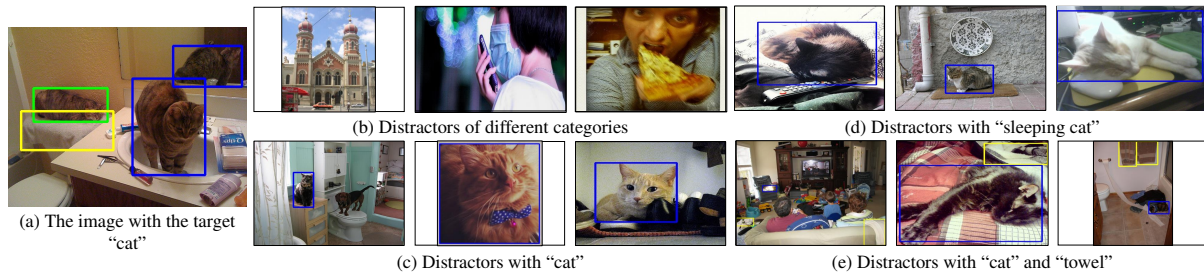 (a) The image with the target
“cat”
(b) Distractors of different categories
(c) Distractors with “cat”
(d) Distractors with “sleeping cat”
(e) Distractors with “cat” and “towel”